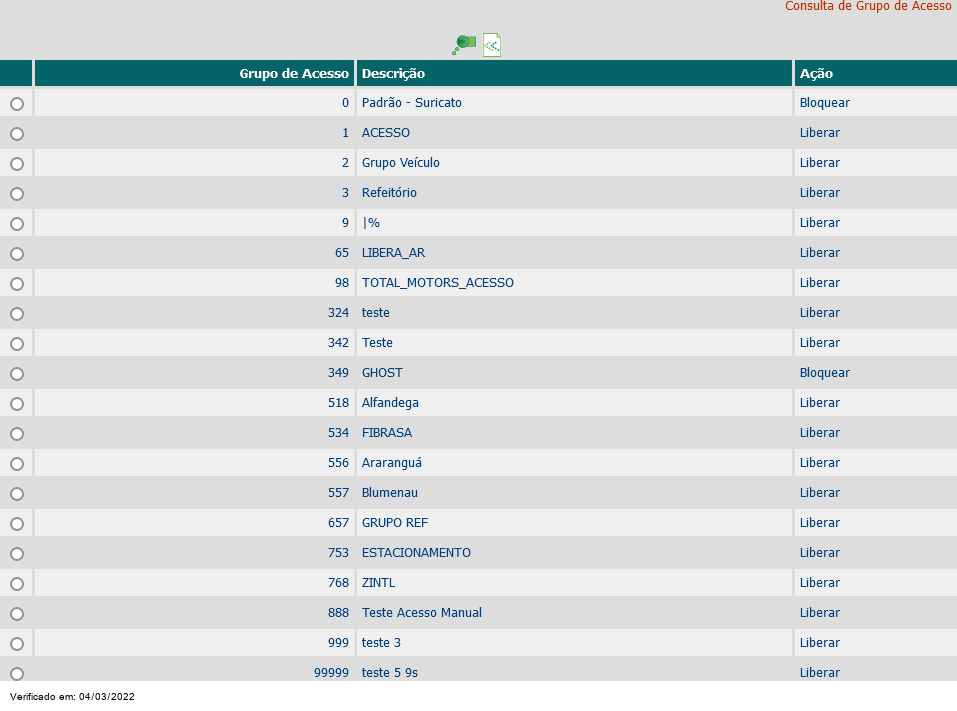 Consulta de Grupo de Acesso
Grupo de Acesso Descrição Ação
0 Padrão - Suricato Bloquear
1 ACESSO Liberar
2 Grupo Veículo Liberar
3 Refeitório Liberar
9 |% Liberar
65 LIBERA_AR Liberar
98 TOTAL_MOTORS_ACESSO Liberar
324 teste Liberar
342 Teste Liberar
349 GHOST Bloquear
518 Alfandega Liberar
534 FIBRASA Liberar
556 Araranguá Liberar
557 Blumenau Liberar
657 GRUPO REF Liberar
753 ESTACIONAMENTO Liberar
768 ZINTL Liberar
888 Teste Acesso Manual Liberar
999 teste 3 Liberar
99999 teste 5 9s Liberar
Verificado em: 04/03/2022